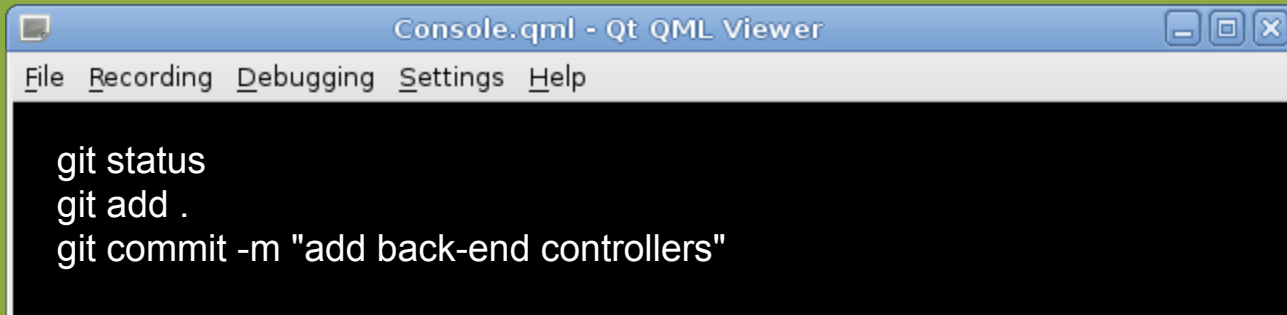 Console.qml - Qt QML Viewer
File Recording Debugging Settings Help
git status
git add .
git commit -m "add back-end controllers"